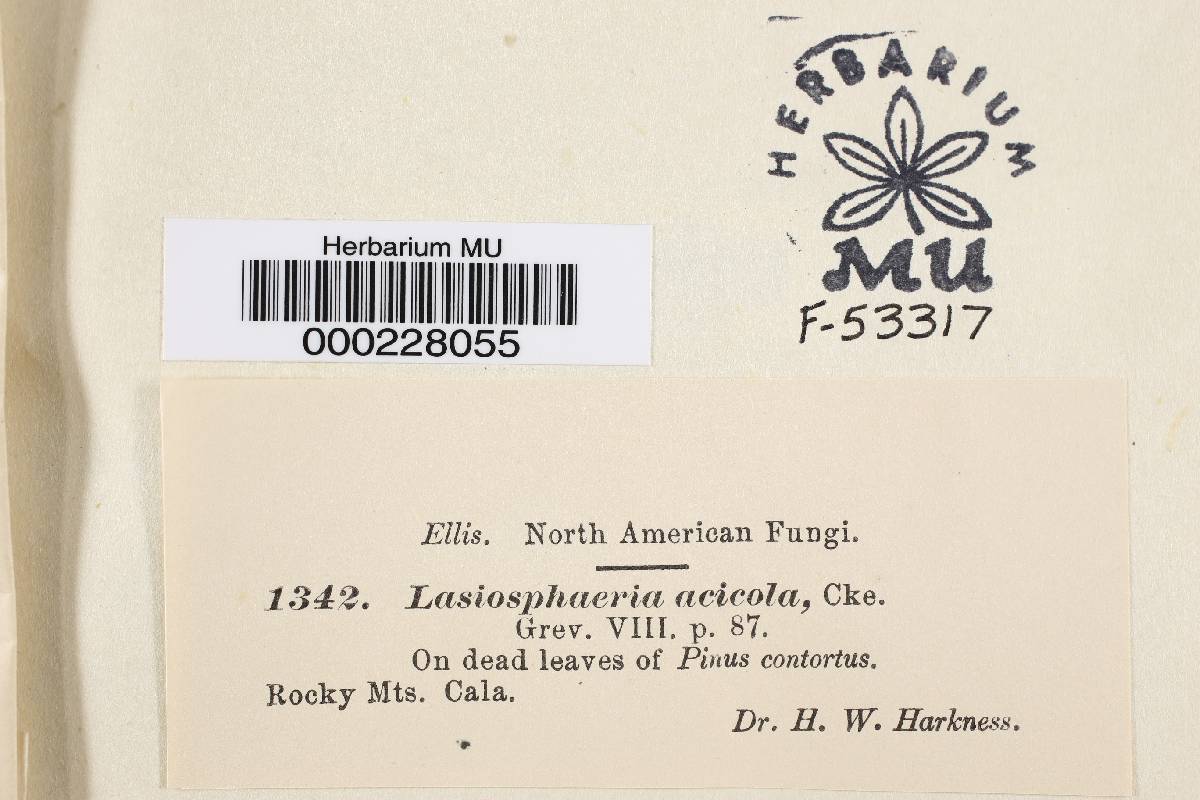 HERBARIUM
MU
F-53317
Herbarium MU
000228055
Ellis. North American Fungi.
1342. Lasiosphaeria acicola, Cke.
Grev. VIII. p. 87.
On dead leaves of Pinus contortus.
Rocky Mts. Cala.
Dr. H. W. Harkness.